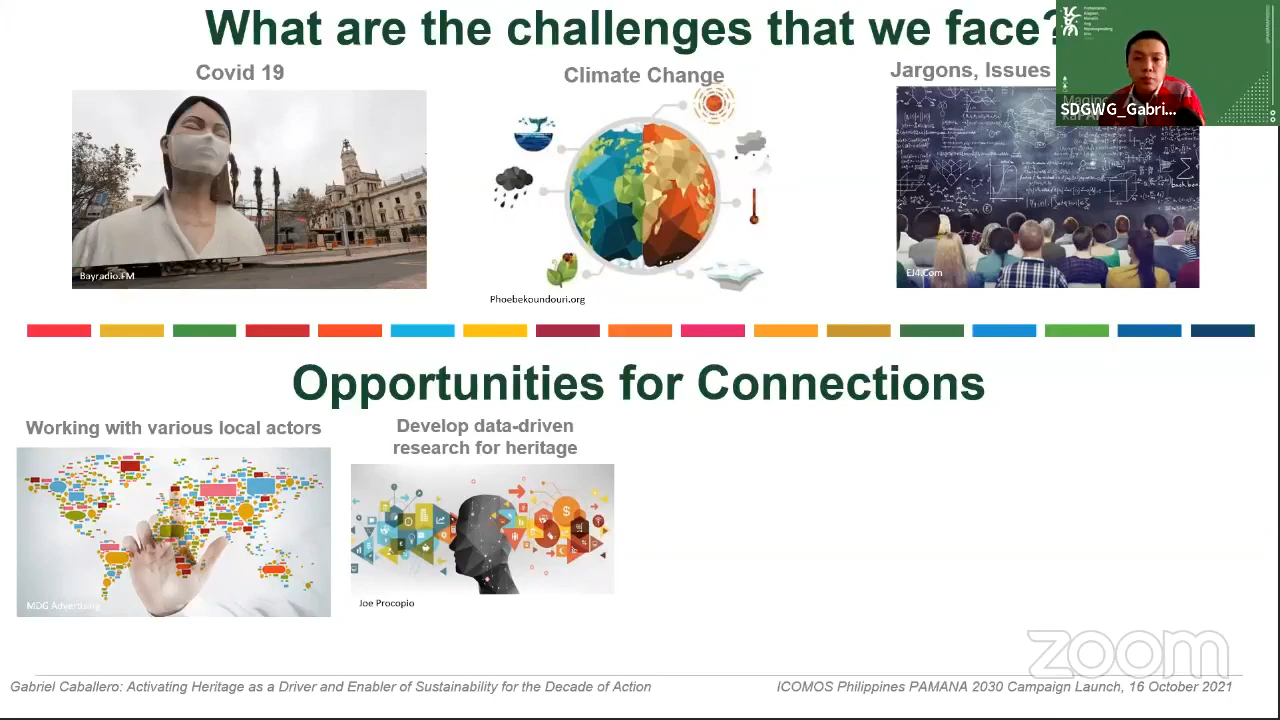 What are the challenges that we face?
Covid 19
Climate Change
Jargons, Issues
SDGWG_Gabri...
Bayradio.FM
Phoebekoundouri.org
EJ4.Com
Opportunities for Connections
Working with various local actors
Develop data-driven
research for heritage
MDG Advertising
Joe Procopio
zoom
Gabriel Caballero: Activating Heritage as a Driver and Enabler of Sustainability for the Decade of Action
ICOMOS Philippines PAMANA 2030 Campaign Launch, 16 October 2021